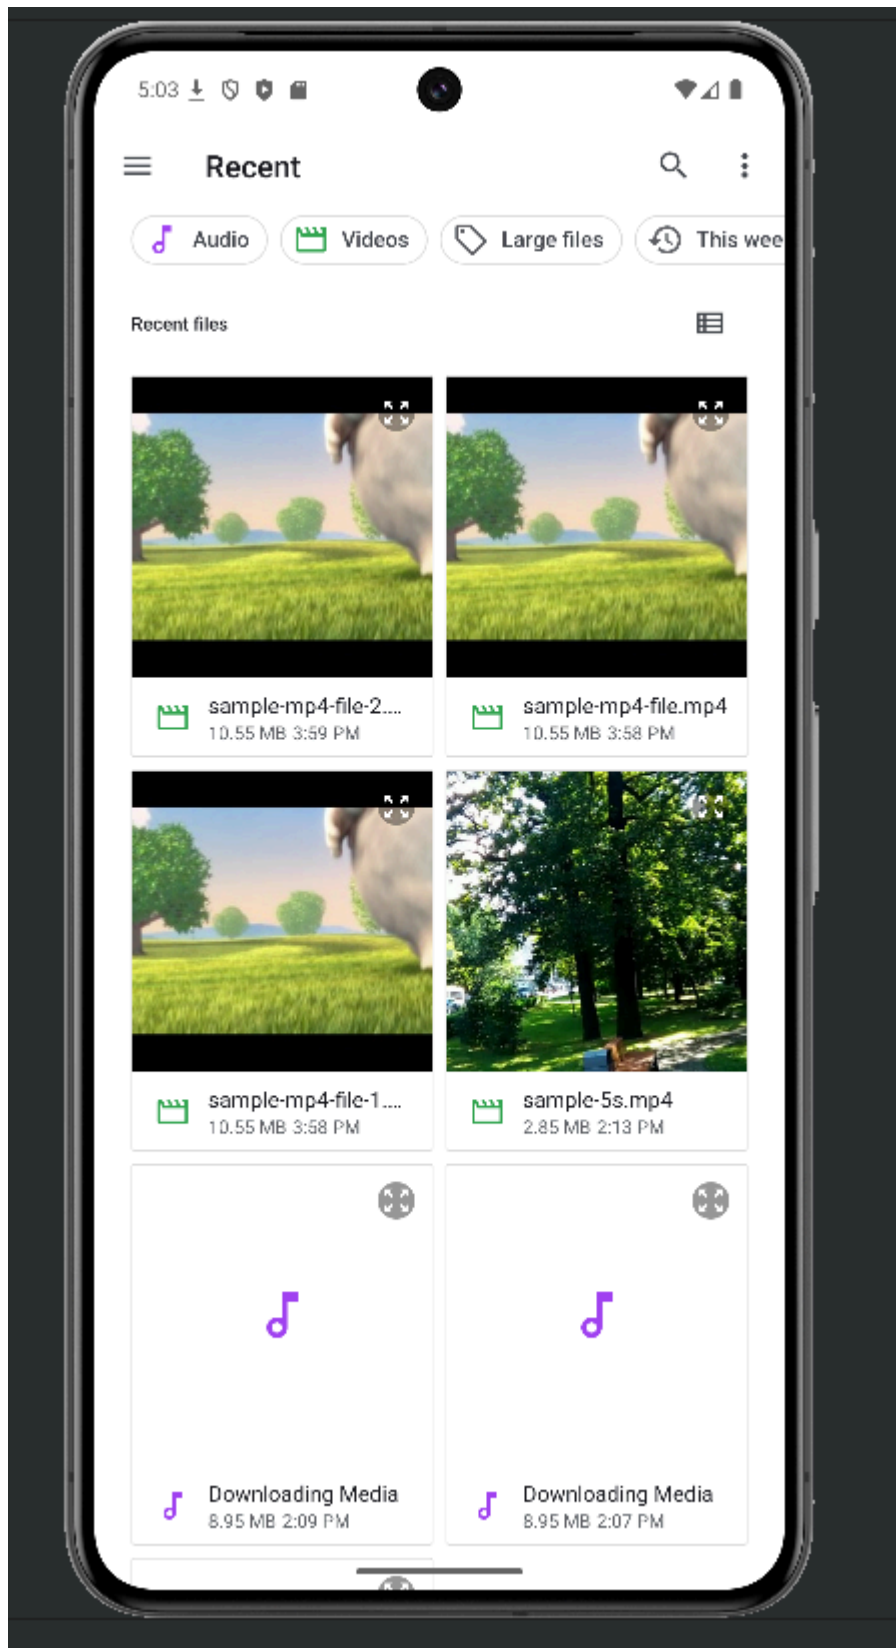 5:03
Recent
Audio Videos Large files This wee
Recent files
sample-mp4-file-2.... sample-mp4-file.mp4
10.55 MB 3:59 PM 10.55 MB 3:58 PM
sample-mp4-file-1.... sample-5s.mp4
10.55 MB 3:58 PM 2.85 MB 2:13 PM
Downloading Media Downloading Media
8.95 MB 2:09 PM 8.95 MB 2:07 PM